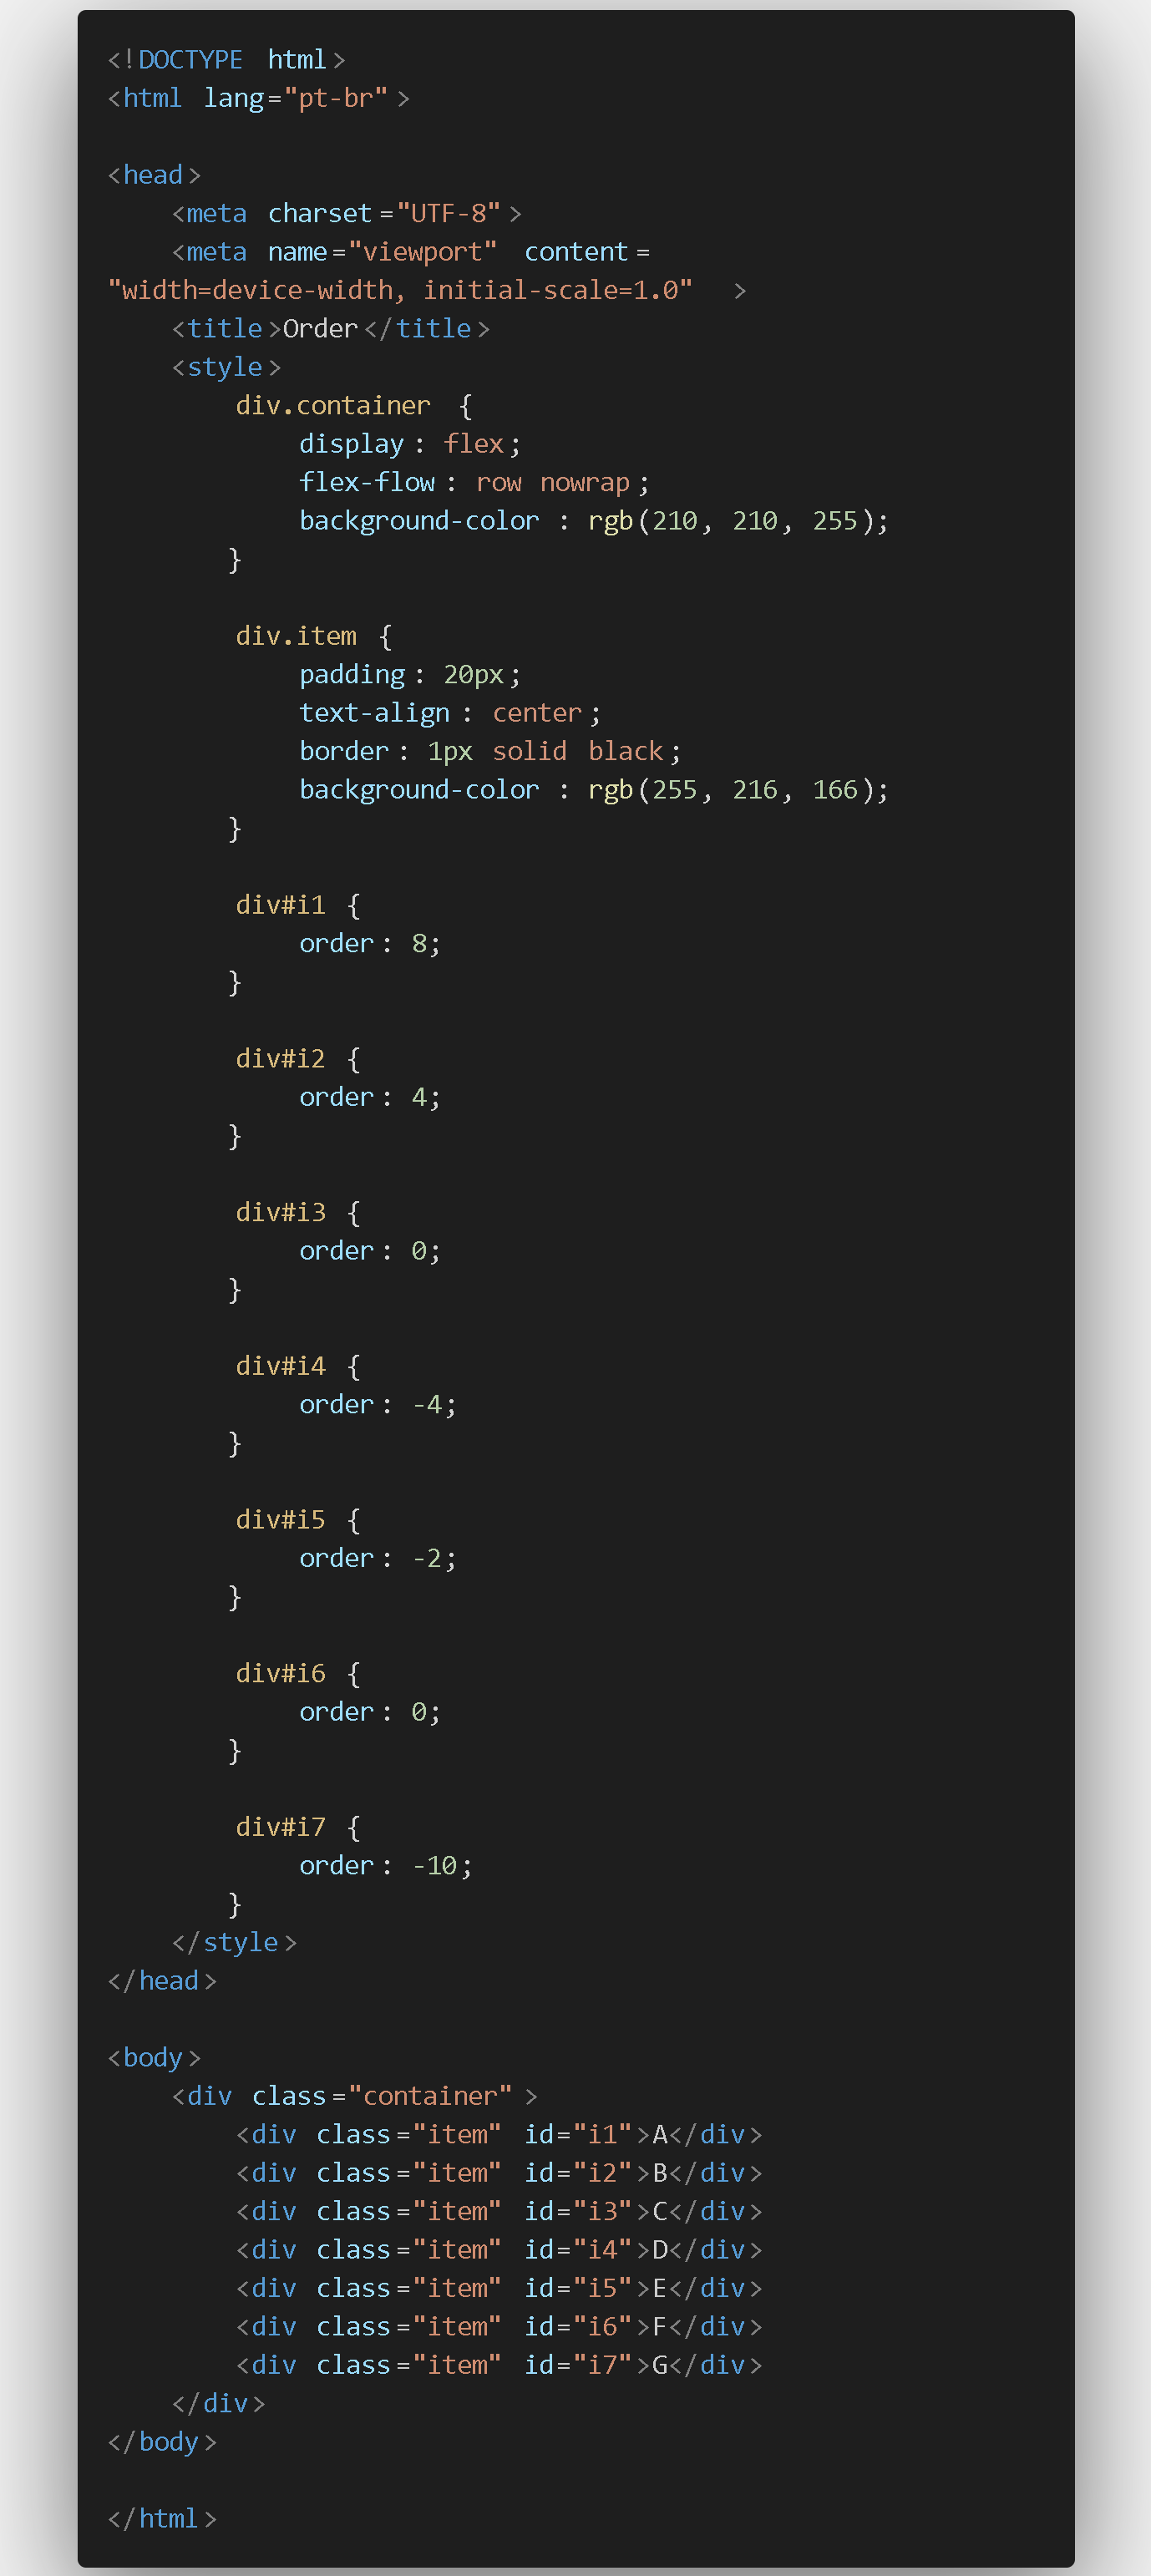 <!DOCTYPE html>
<html lang="pt-br">

<head>
    <meta charset="UTF-8">
    <meta name="viewport" content=
"width=device-width, initial-scale=1.0" >
    <title>Order</title>
    <style>
        div.container {
            display: flex;
            flex-flow: row nowrap;
            background-color: rgb(210, 210, 255);
        }

        div.item {
            padding: 20px;
            text-align: center;
            border: 1px solid black;
            background-color: rgb(255, 216, 166);
        }

        div#i1 {
            order: 8;
        }

        div#i2 {
            order: 4;
        }

        div#i3 {
            order: 0;
        }

        div#i4 {
            order: -4;
        }

        div#i5 {
            order: -2;
        }

        div#i6 {
            order: 0;
        }

        div#i7 {
            order: -10;
        }
    </style>
</head>

<body>
    <div class="container">
        <div class="item" id="i1">A</div>
        <div class="item" id="i2">B</div>
        <div class="item" id="i3">C</div>
        <div class="item" id="i4">D</div>
        <div class="item" id="i5">E</div>
        <div class="item" id="i6">F</div>
        <div class="item" id="i7">G</div>
    </div>
</body>

</html>